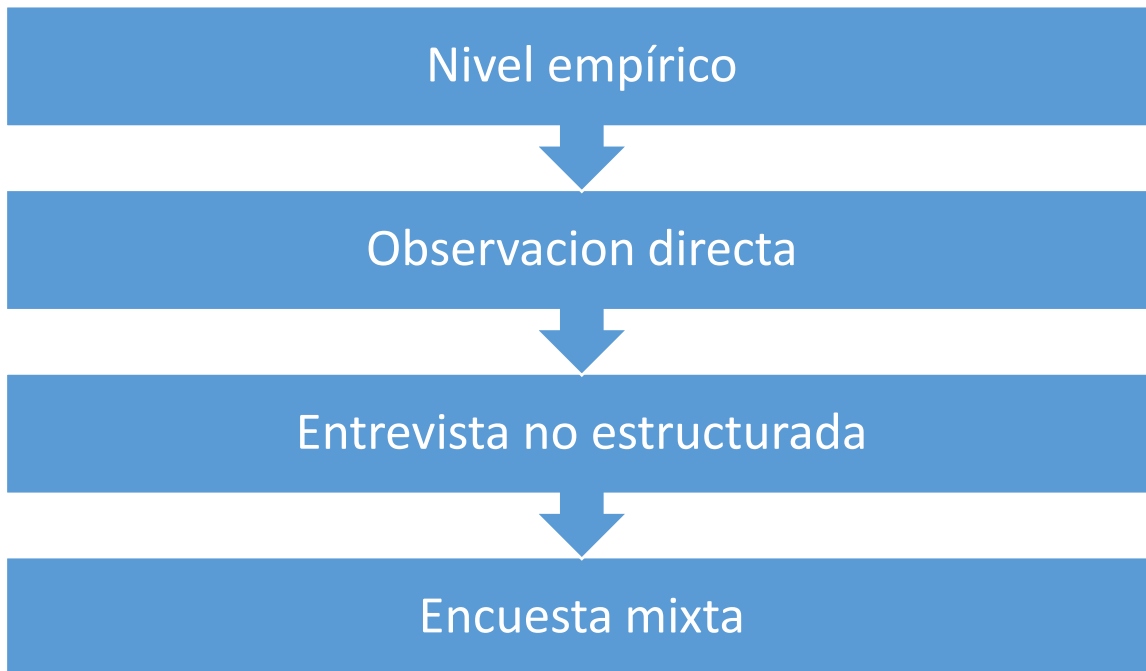 Nivel empírico
Observacion directa
Entrevista no estructurada
Encuesta mixta